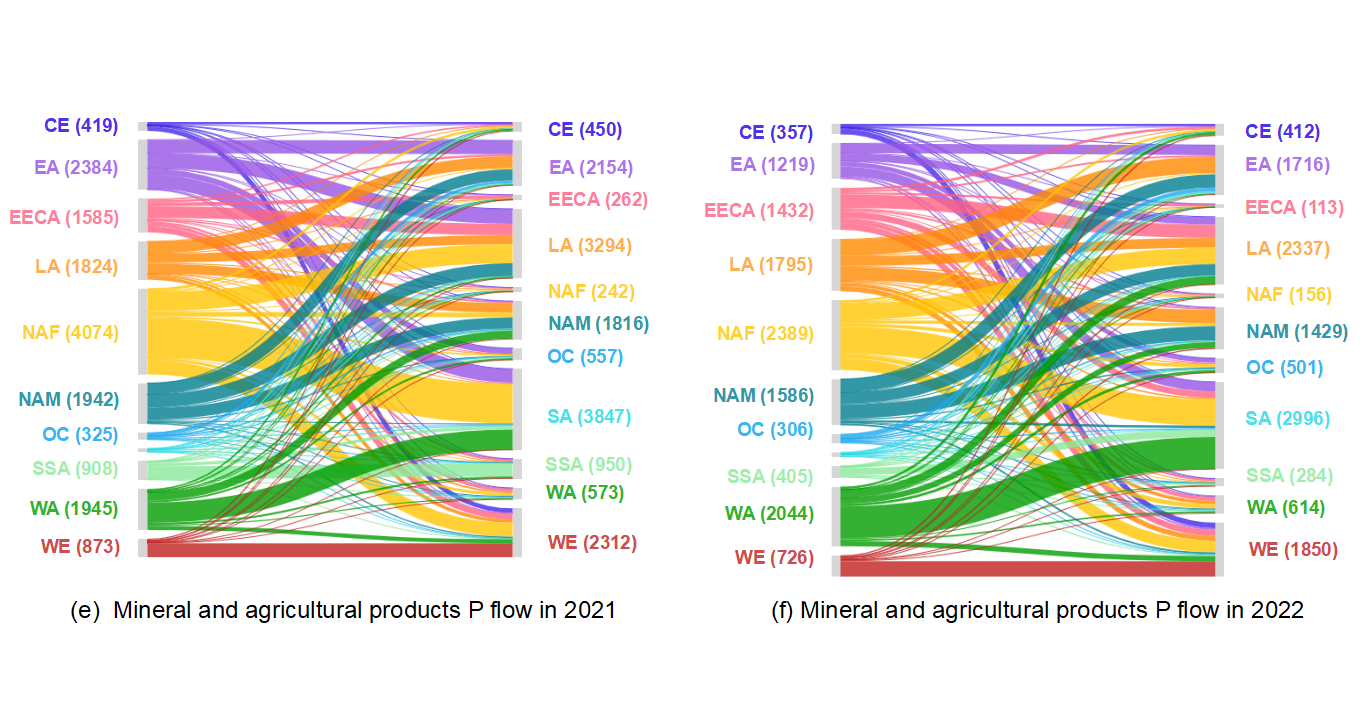 CE (419)
EA (2384)
EECA (1585)
LA (1824)
NAF (4074)
NAM (1942)
OC (325)
SSA (908)
WA (1945)
WE (873)
CE (450)
EA (2154)
EECA (262)
LA (3294)
NAF (242)
NAM (1816)
OC (557)
SA (3847)
SSA (950)
WA (573)
WE (2312)
(e) Mineral and agricultural products P flow in 2021
CE (357)
EA (1219)
EECA (1432)
LA (1795)
NAF (2389)
NAM (1586)
OC (306)
SSA (405)
WA (2044)
WE (726)
CE (412)
EA (1716)
EECA (113)
LA (2337)
NAF (156)
NAM (1429)
OC (501)
SA (2996)
SSA (284)
WA (614)
WE (1850)
(f) Mineral and agricultural products P flow in 2022